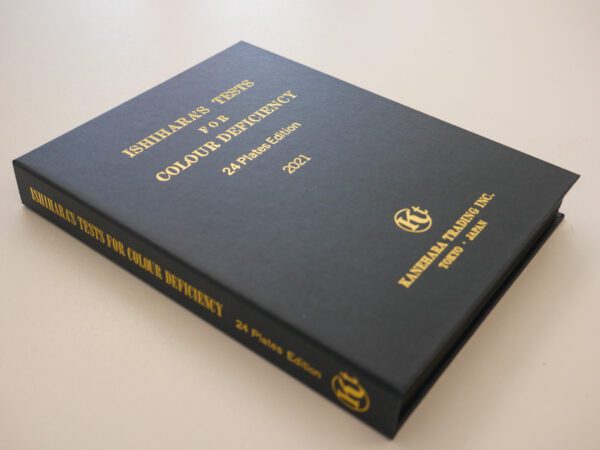 ISHIHARA'S TESTS
FOR
COLOUR DEFICIENCY
24 Plates Edition
2021
Kt
KANEHARA TRADING INC.
TOKYO · JAPAN
ISHIHARA'S TESTS FOR COLOUR DEFICIENCY 24 Plates Edition Kt